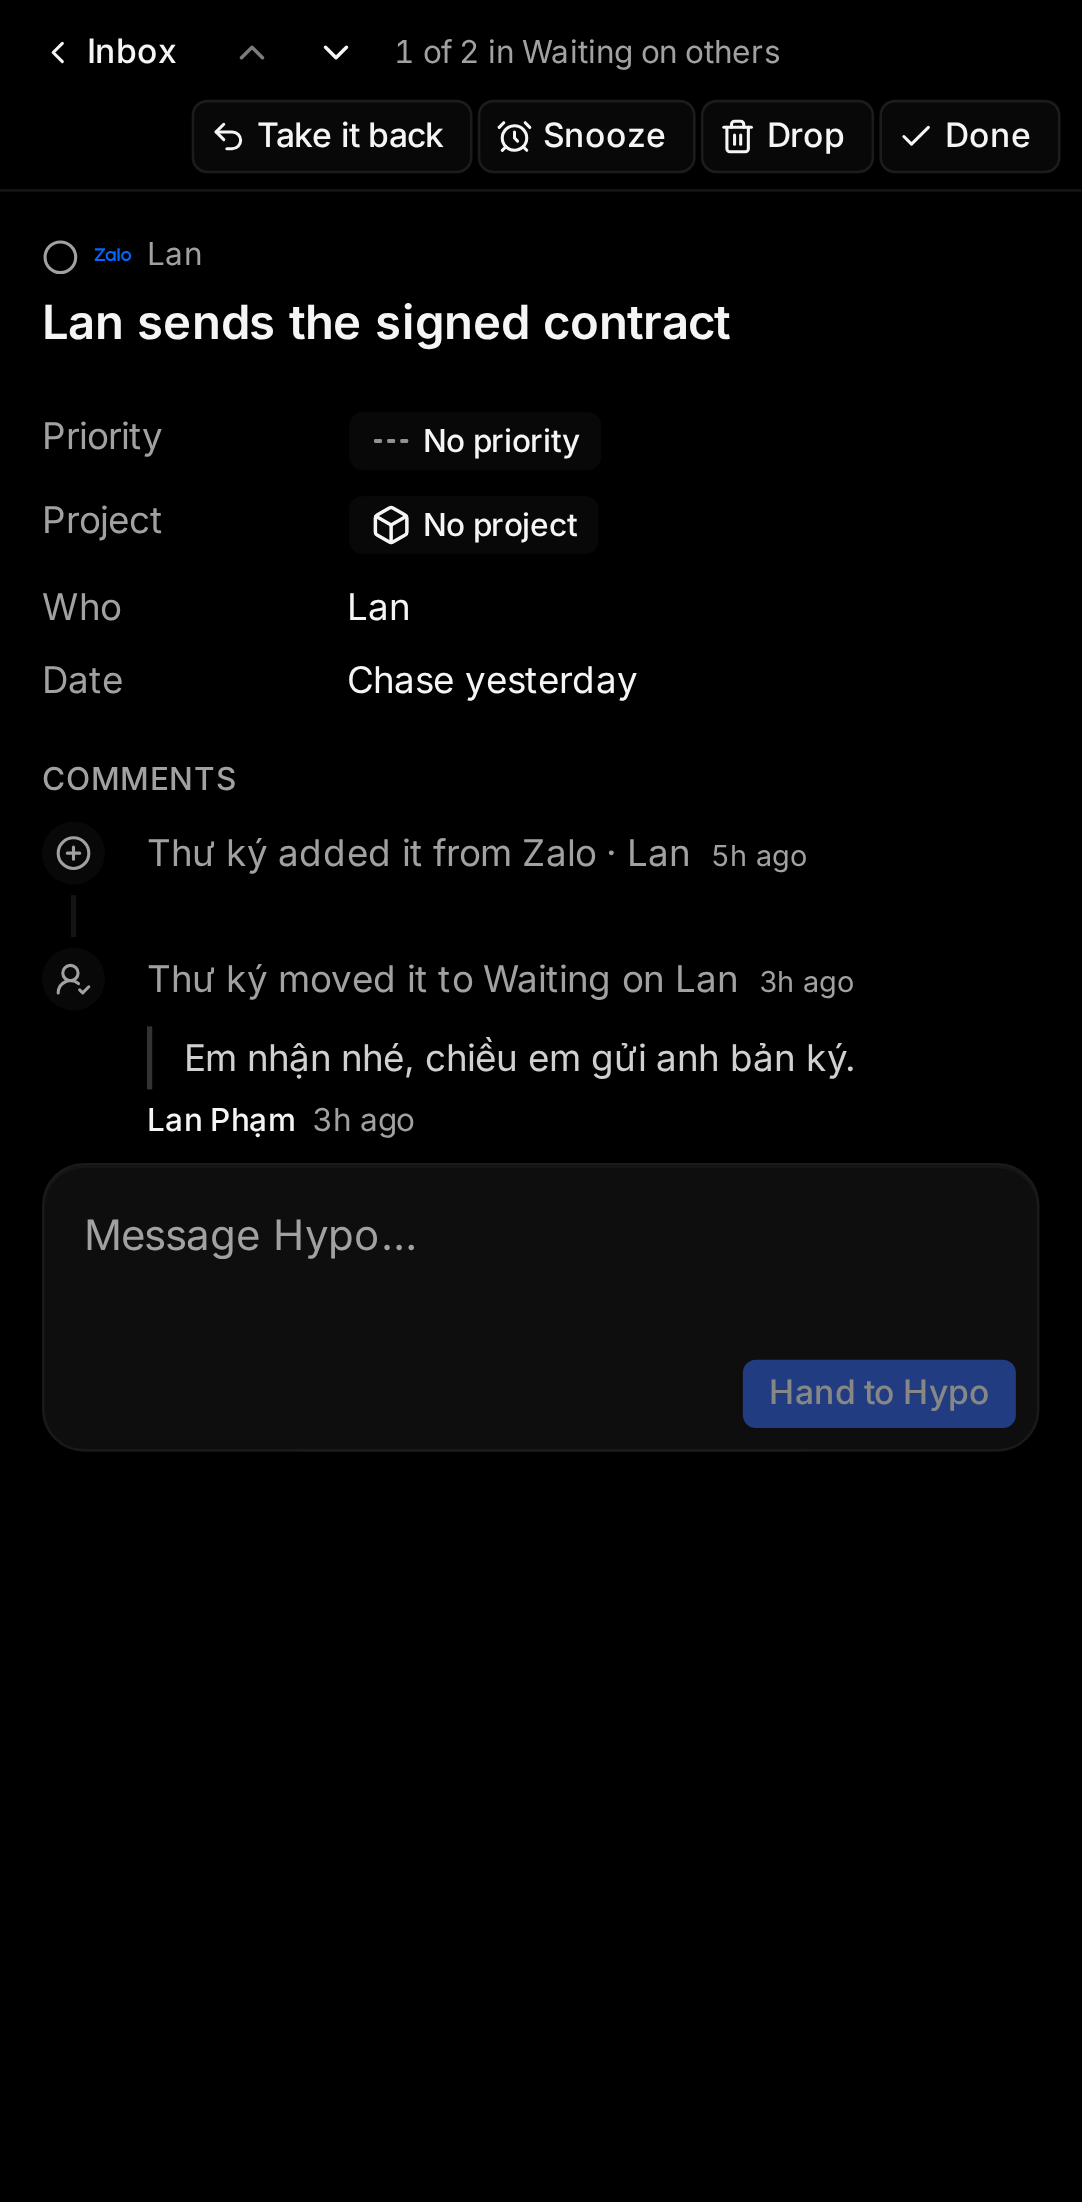 Inbox
1 of 2 in Waiting on others
Take it back
Snooze
Drop
Done
Zalo Lan
Lan sends the signed contract
Priority
--- No priority
Project
No project
Who
Lan
Date
Chase yesterday
COMMENTS
Thư ký added it from Zalo · Lan 5h ago
Thư ký moved it to Waiting on Lan 3h ago
Em nhận nhé, chiều em gửi anh bản ký.
Lan Phạm 3h ago
Message Hypo...
Hand to Hypo